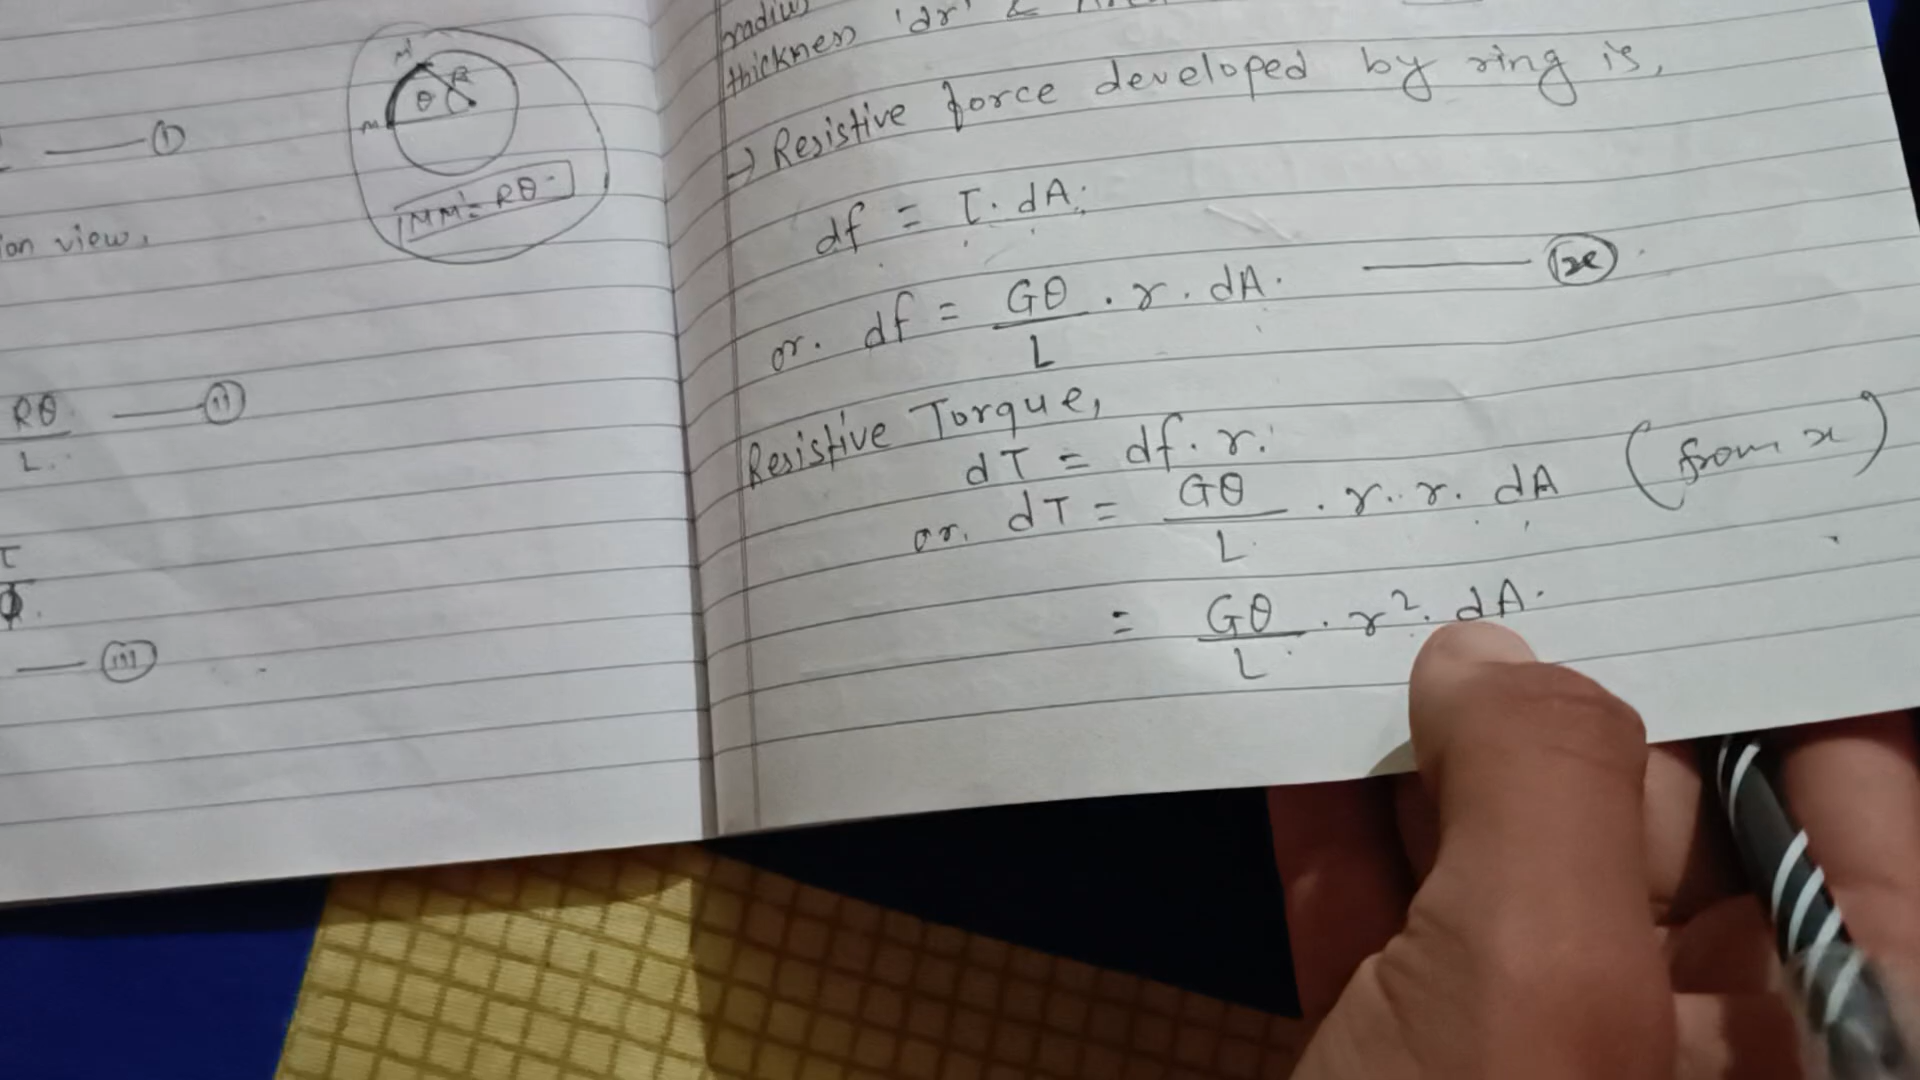 M'
R
θ
M
MM' = Rθ.
—— (i)
ion view,
Rθ
L.
—— (ii)
τ
ϕ.
—— (iii)
radius
thickness 'dr' &
→ Resistive force developed by ring is,
df = τ. dA.
or. df = Gθ/L . r. dA. —— (x)
Resistive Torque,
dT = df. r.
or. dT = Gθ/L . r. r. dA (from x)
= Gθ/L . r². dA.